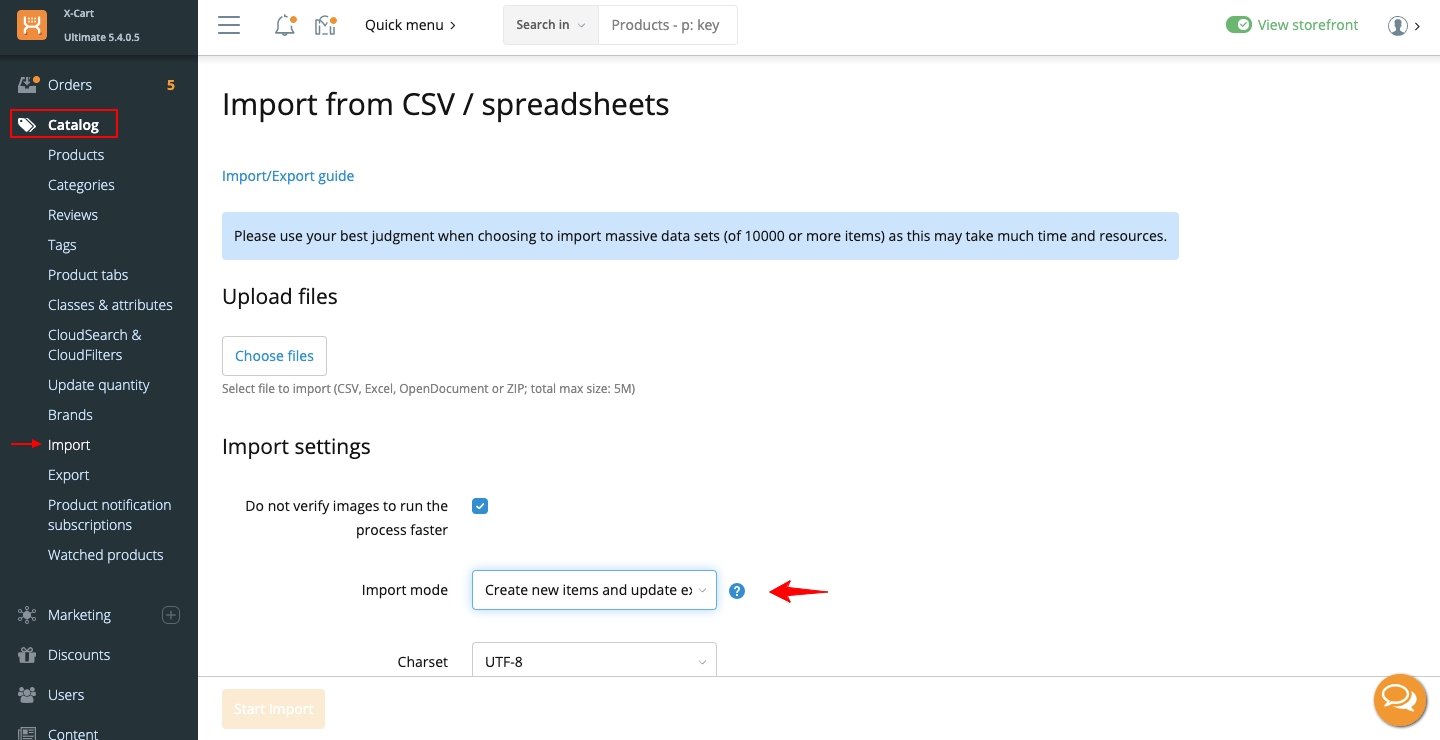 X-Cart
Ultimate 5.4.0.5
Quick menu
Search in
Products - p: key
View storefront
Orders
5
Catalog
Products
Categories
Reviews
Tags
Product tabs
Classes & attributes
CloudSearch &
CloudFilters
Update quantity
Brands
Import
Export
Product notification
subscriptions
Watched products
Marketing
Discounts
Users
Content
Import from CSV / spreadsheets
Import/Export guide
Please use your best judgment when choosing to import massive data sets (of 10000 or more items) as this may take much time and resources.
Upload files
Choose files
Select file to import (CSV, Excel, OpenDocument or ZIP; total max size: 5M)
Import settings
Do not verify images to run the
process faster
Import mode
Create new items and update ex
?
Charset
UTF-8
Start Import